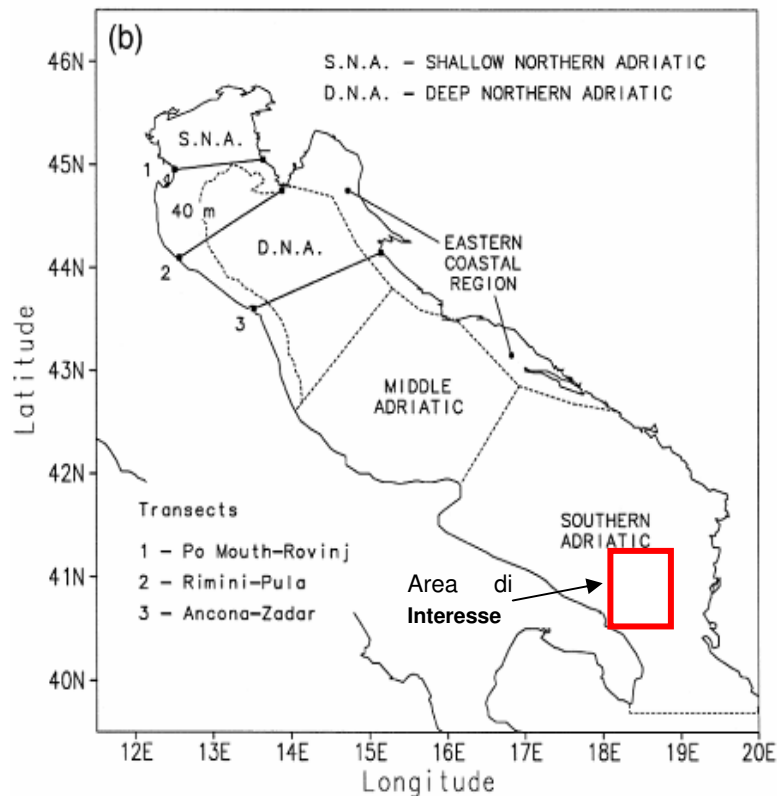 (b)
S.N.A. – SHALLOW NORTHERN ADRIATIC
D.N.A. – DEEP NORTHERN ADRIATIC
46N
45N
44N
43N
42N
41N
40N
Latitude
S.N.A.
1
40 m
D.N.A.
2
3
EASTERN
COASTAL
REGION
MIDDLE
ADRIATIC
SOUTHERN
ADRIATIC
Transects
1 – Po Mouth–Rovinj
2 – Rimini–Pula
3 – Ancona–Zadar
Area di
Interesse
12E 13E 14E 15E 16E 17E 18E 19E 20E
Longitude